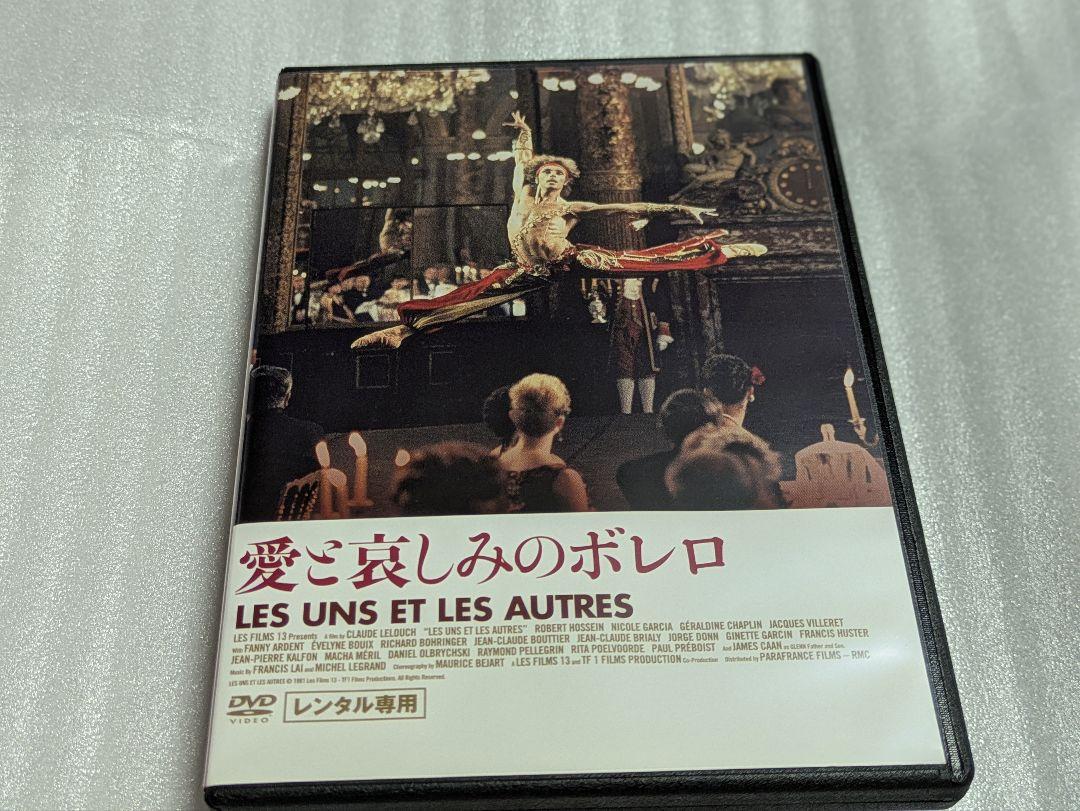 愛と哀しみのボレロ
LES UNS ET LES AUTRES
LES FILMS 13 Presents A film by CLAUDE LELOUCH "LES UNS ET LES AUTRES" ROBERT HOSSEIN NICOLE GARCIA GÉRALDINE CHAPLIN JACQUES VILLERET
With FANNY ARDENT ÉVELYNE BOUIX RICHARD BOHRINGER JEAN-CLAUDE BOUTTIER JEAN-CLAUDE BRIALY JORGE DONN GINETTE GARCIN FRANCIS HUSTER
JEAN-PIERRE KALFON MACHA MÉRIL DANIEL OLBRYCHSKI RAYMOND PELLEGRIN RITA POELVOORDE PAUL PRÉBOIST And JAMES CAAN as GLENN Father and Son.
Music By FRANCIS LAI and MICHEL LEGRAND Choreography by MAURICE BEJART A LES FILMS 13 and TF 1 FILMS PRODUCTION Co-Production Distributed by PARAFRANCE FILMS – RMC
LES UNS ET LES AUTRES © 1981 Les Films 13 - TF1 Films Productions. All Rights Reserved.
DVD VIDEO レンタル専用